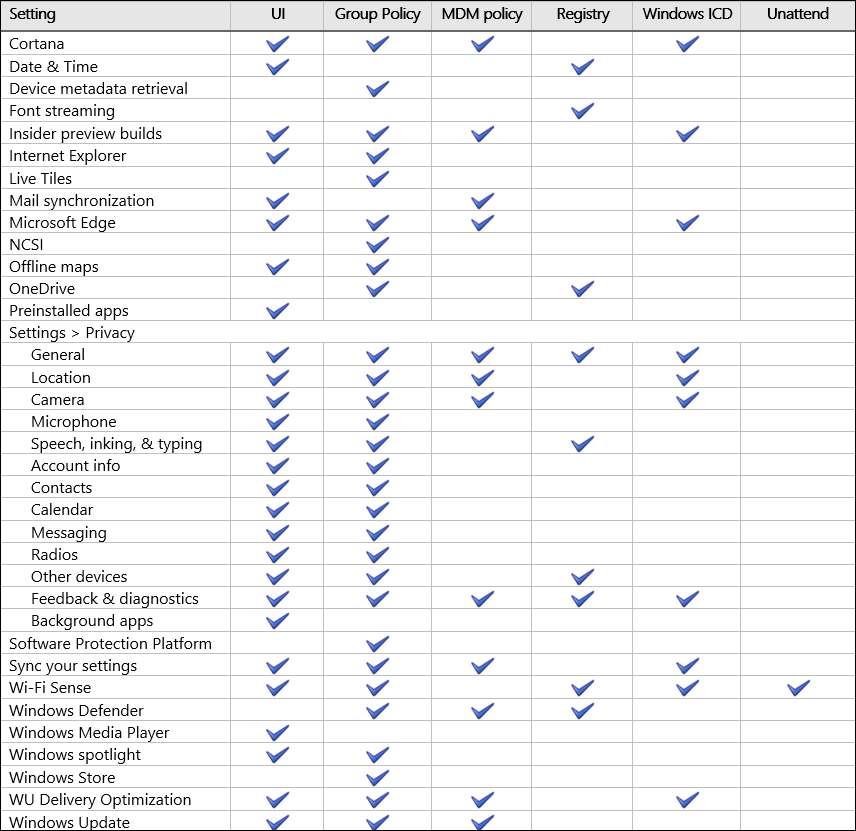 Setting UI Group Policy MDM policy Registry Windows ICD Unattend
Cortana
Date & Time
Device metadata retrieval
Font streaming
Insider preview builds
Internet Explorer
Live Tiles
Mail synchronization
Microsoft Edge
NCSI
Offline maps
OneDrive
Preinstalled apps
Settings > Privacy
General
Location
Camera
Microphone
Speech, inking, & typing
Account info
Contacts
Calendar
Messaging
Radios
Other devices
Feedback & diagnostics
Background apps
Software Protection Platform
Sync your settings
Wi-Fi Sense
Windows Defender
Windows Media Player
Windows spotlight
Windows Store
WU Delivery Optimization
Windows Update